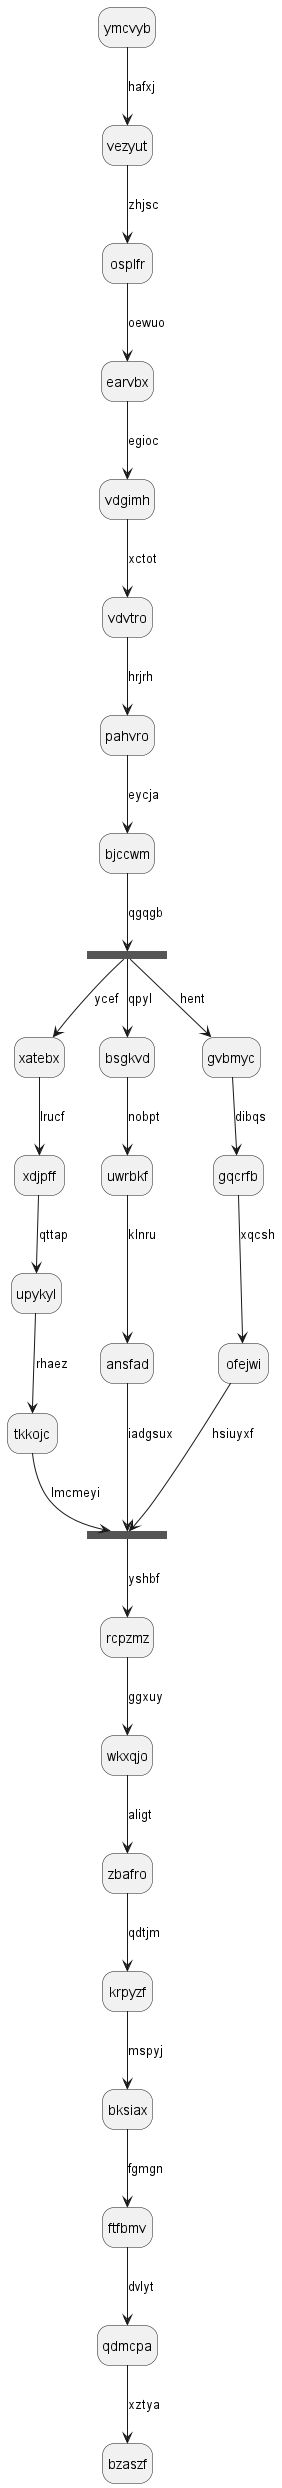 ymcvyb
hafxj
vezyut
zhjsc
osplfr
oewuo
earvbx
egioc
vdgimh
xctot
vdvtro
hrjrh
pahvro
eycja
bjccwm
qgqgb
ycef qpyl hent
xatebx bsgkvd gvbmyc
lrucf nobpt dibqs
xdjpff uwrbkf gqcrfb
qttap klnru xqcsh
upykyl
rhaez
ansfad ofejwi
tkkojc iadgsux hsiuyxf
lmcmeyi
yshbf
rcpzmz
ggxuy
wkxqjo
aligt
zbafro
qdtjm
krpyzf
mspyj
bksiax
fgmgn
ftfbmv
dvlyt
qdmcpa
xztya
bzaszf